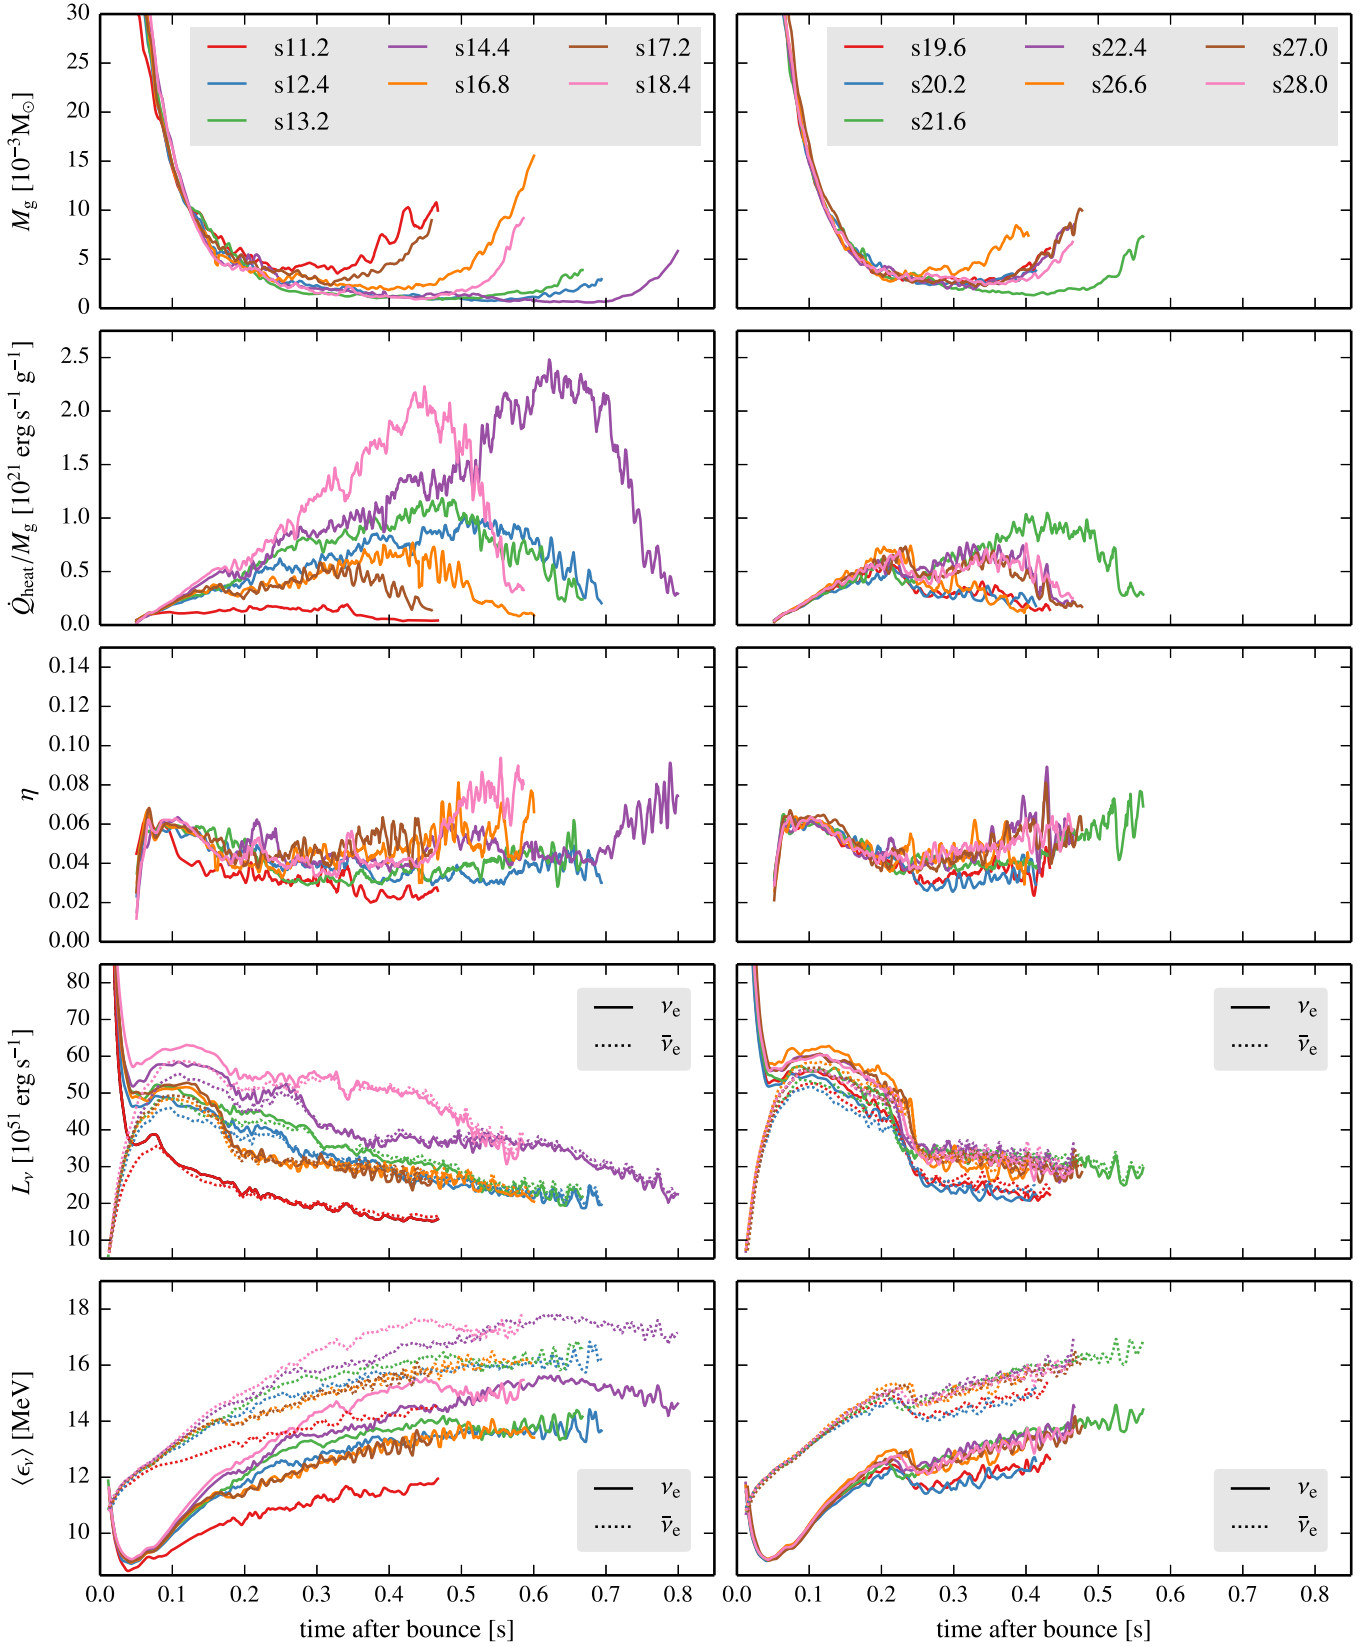 30
25
20
15
10
5
0
M_g [10⁻³M_⊙]
s11.2 s14.4 s17.2
s12.4 s16.8 s18.4
s13.2
s19.6 s22.4 s27.0
s20.2 s26.6 s28.0
s21.6
2.5
2.0
1.5
1.0
0.5
0.0
Q̇_heat/M_g [10²¹ erg s⁻¹ g⁻¹]
0.14
0.12
0.10
0.08
0.06
0.04
0.02
0.00
η
80
70
60
50
40
30
20
10
L_ν [10⁵¹ erg s⁻¹]
ν_e
ν̄_e
ν_e
ν̄_e
18
16
14
12
10
⟨ϵ_ν⟩ [MeV]
ν_e
ν̄_e
ν_e
ν̄_e
0.0 0.1 0.2 0.3 0.4 0.5 0.6 0.7 0.8
0.0 0.1 0.2 0.3 0.4 0.5 0.6 0.7 0.8
time after bounce [s]
time after bounce [s]